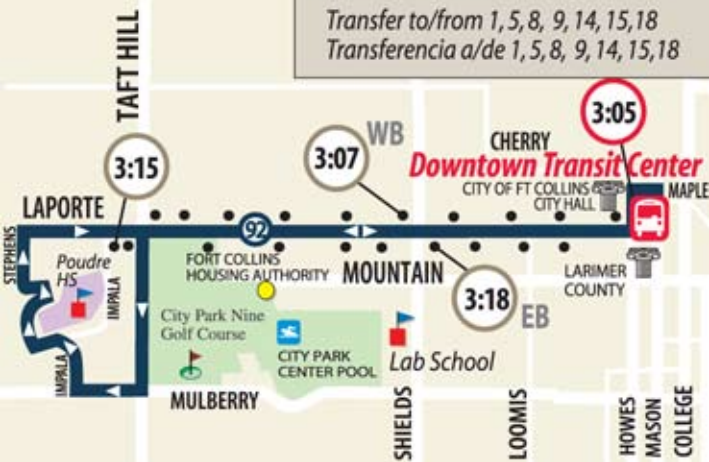 Transfer to/from 1, 5, 8, 9, 14, 15, 18
Transferencia a/de 1, 5, 8, 9, 14, 15, 18
TAFT HILL
3:15
3:07
WB
CHERRY
3:05
Downtown Transit Center
CITY OF FT COLLINS
CITY HALL
MAPLE
LAPORTE
92
STEPHENS
Poudre
HS
IMPALA
FORT COLLINS
HOUSING AUTHORITY
MOUNTAIN
3:18
EB
LARIMER
COUNTY
City Park Nine
Golf Course
CITY PARK
CENTER POOL
Lab School
IMPALA
MULBERRY
SHIELDS
LOOMIS
HOWES
MASON
COLLEGE